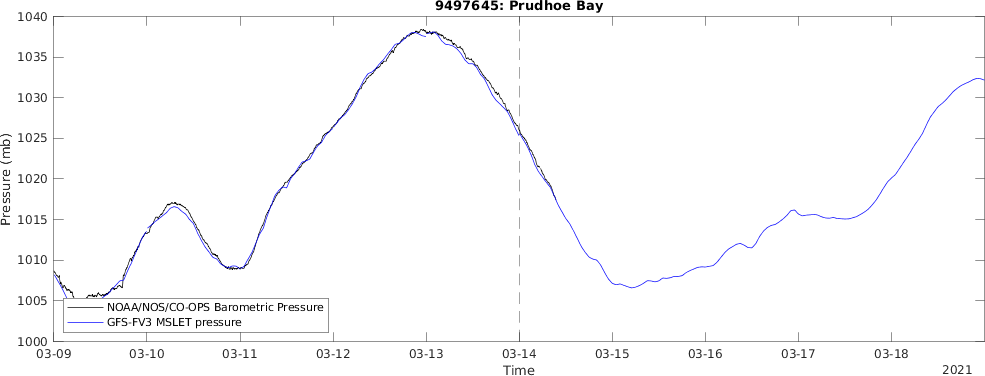 9497645: Prudhoe Bay
1040
1035
1030
1025
1020
1015
1010
1005
1000
Pressure (mb)
NOAA/NOS/CO-OPS Barometric Pressure
GFS-FV3 MSLET pressure
03-09 03-10 03-11 03-12 03-13 03-14 03-15 03-16 03-17 03-18
Time
2021